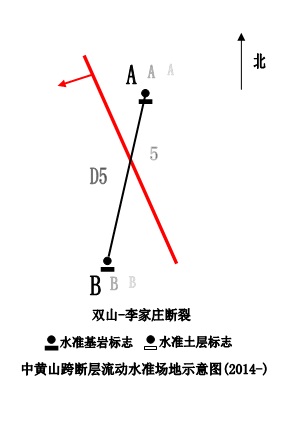 A A A
北
5
D5
B B B
双山-李家庄断裂
水准基岩标志 水准土层标志
中黄山跨断层流动水准场地示意图(2014-)